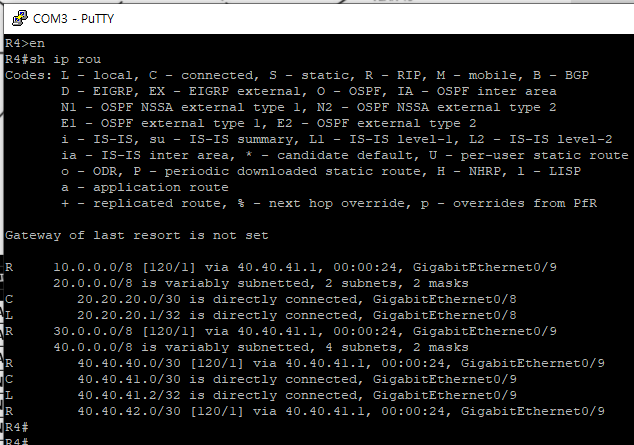 COM3 - PuTTY
R4>en
R4#sh ip rou
Codes: L - local, C - connected, S - static, R - RIP, M - mobile, B - BGP
       D - EIGRP, EX - EIGRP external, O - OSPF, IA - OSPF inter area
       N1 - OSPF NSSA external type 1, N2 - OSPF NSSA external type 2
       E1 - OSPF external type 1, E2 - OSPF external type 2
       i - IS-IS, su - IS-IS summary, L1 - IS-IS level-1, L2 - IS-IS level-2
       ia - IS-IS inter area, * - candidate default, U - per-user static route
       o - ODR, P - periodic downloaded static route, H - NHRP, l - LISP
       a - application route
       + - replicated route, % - next hop override, p - overrides from PfR
Gateway of last resort is not set
R     10.0.0.0/8 [120/1] via 40.40.41.1, 00:00:24, GigabitEthernet0/9
      20.0.0.0/8 is variably subnetted, 2 subnets, 2 masks
C        20.20.20.0/30 is directly connected, GigabitEthernet0/8
L        20.20.20.1/32 is directly connected, GigabitEthernet0/8
R     30.0.0.0/8 [120/1] via 40.40.41.1, 00:00:24, GigabitEthernet0/9
      40.0.0.0/8 is variably subnetted, 4 subnets, 2 masks
R        40.40.40.0/30 [120/1] via 40.40.41.1, 00:00:24, GigabitEthernet0/9
C        40.40.41.0/30 is directly connected, GigabitEthernet0/9
L        40.40.41.2/32 is directly connected, GigabitEthernet0/9
R        40.40.42.0/30 [120/1] via 40.40.41.1, 00:00:24, GigabitEthernet0/9
R4#
R4#